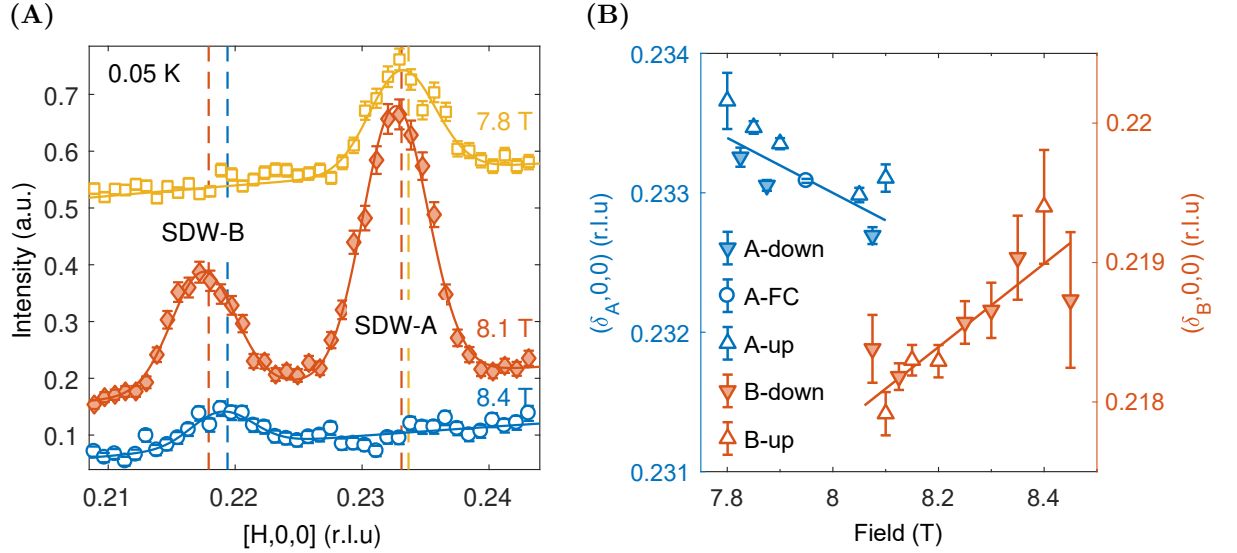 (A)
0.05 K
7.8 T
SDW-B
SDW-A
8.1 T
8.4 T
0.7
0.6
0.5
0.4
0.3
0.2
0.1
Intensity (a.u.)
0.21
0.22
0.23
0.24
[H,0,0] (r.l.u)
(B)
0.234
0.233
0.232
0.231
(δA,0,0) (r.l.u)
A-down
A-FC
A-up
B-down
B-up
0.22
0.219
0.218
(δB,0,0) (r.l.u)
7.8
8
8.2
8.4
Field (T)